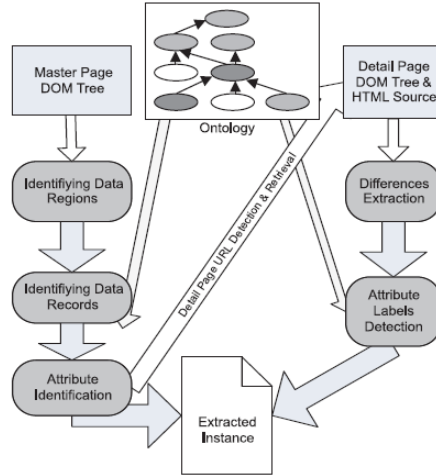 Master Page
DOM Tree
Ontology
Detail Page
DOM Tree &
HTML Source
Identifiying Data
Regions
Detail Page URL Detection & Retrieval
Differences
Extraction
Identifying Data
Records
Attribute
Labels
Detection
Attribute
Identification
Extracted
Instance